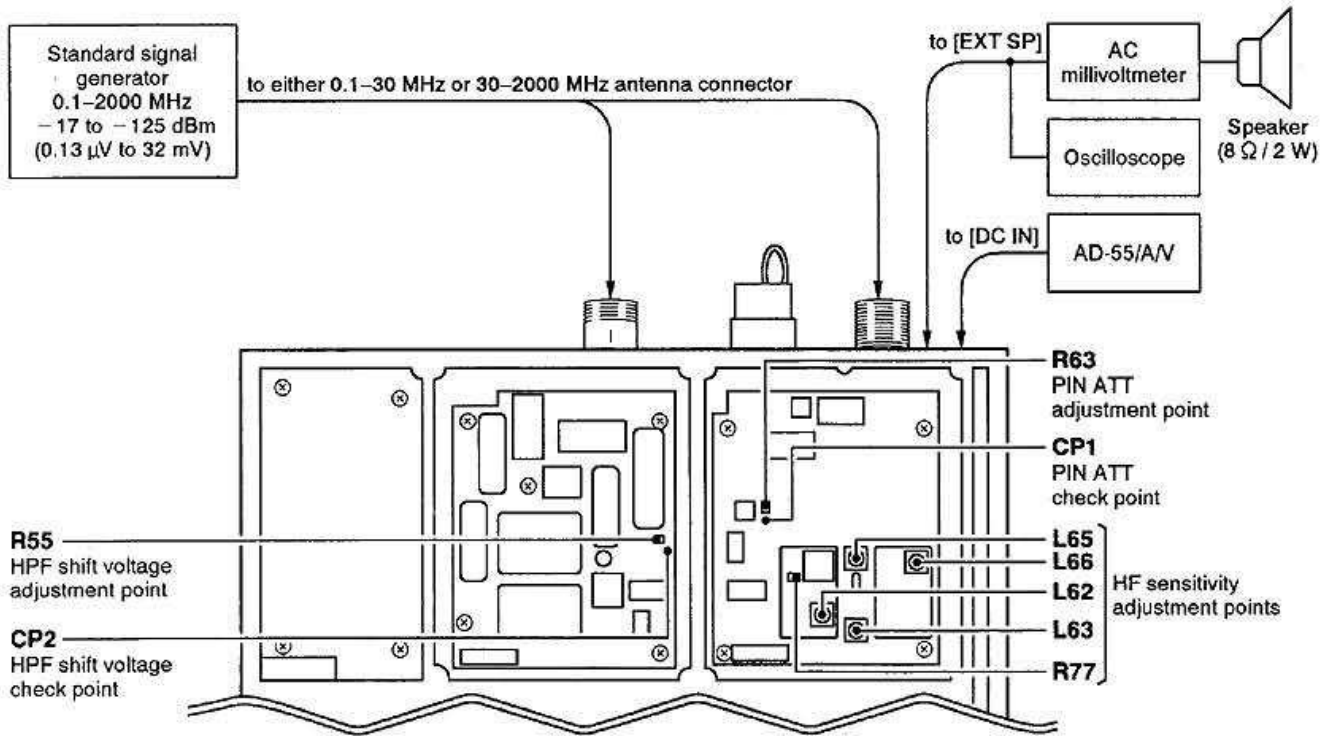 Standard signal
generator
0.1–2000 MHz
– 17 to – 125 dBm
(0.13 µV to 32 mV)
to either 0.1–30 MHz or 30–2000 MHz antenna connector
to [EXT SP]
AC
millivoltmeter
Speaker
(8 Ω / 2 W)
Oscilloscope
to [DC IN]
AD-55/A/V
R63
PIN ATT
adjustment point
CP1
PIN ATT
check point
R55
HPF shift voltage
adjustment point
CP2
HPF shift voltage
check point
L65
L66
L62
L63
R77
HF sensitivity
adjustment points